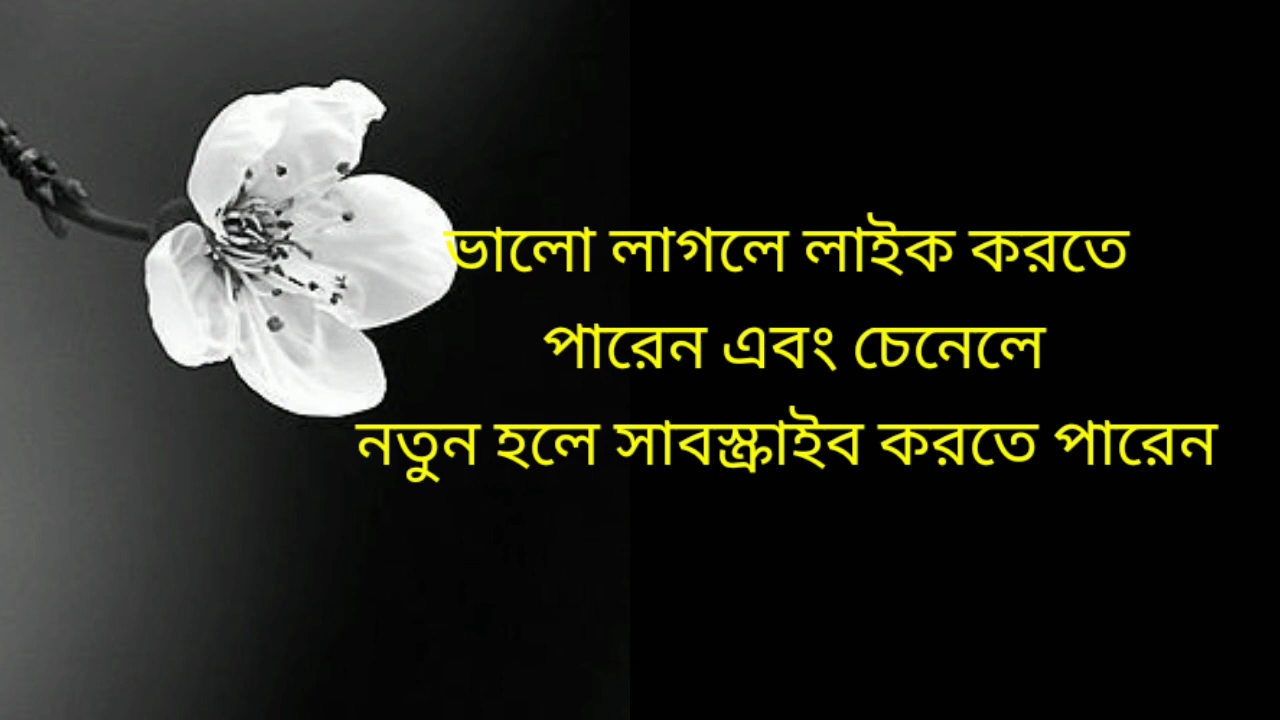 ভালো লাগলে লাইক করতে
পারেন এবং চেনেলে
নতুন হলে সাবস্ক্রাইব করতে পারেন